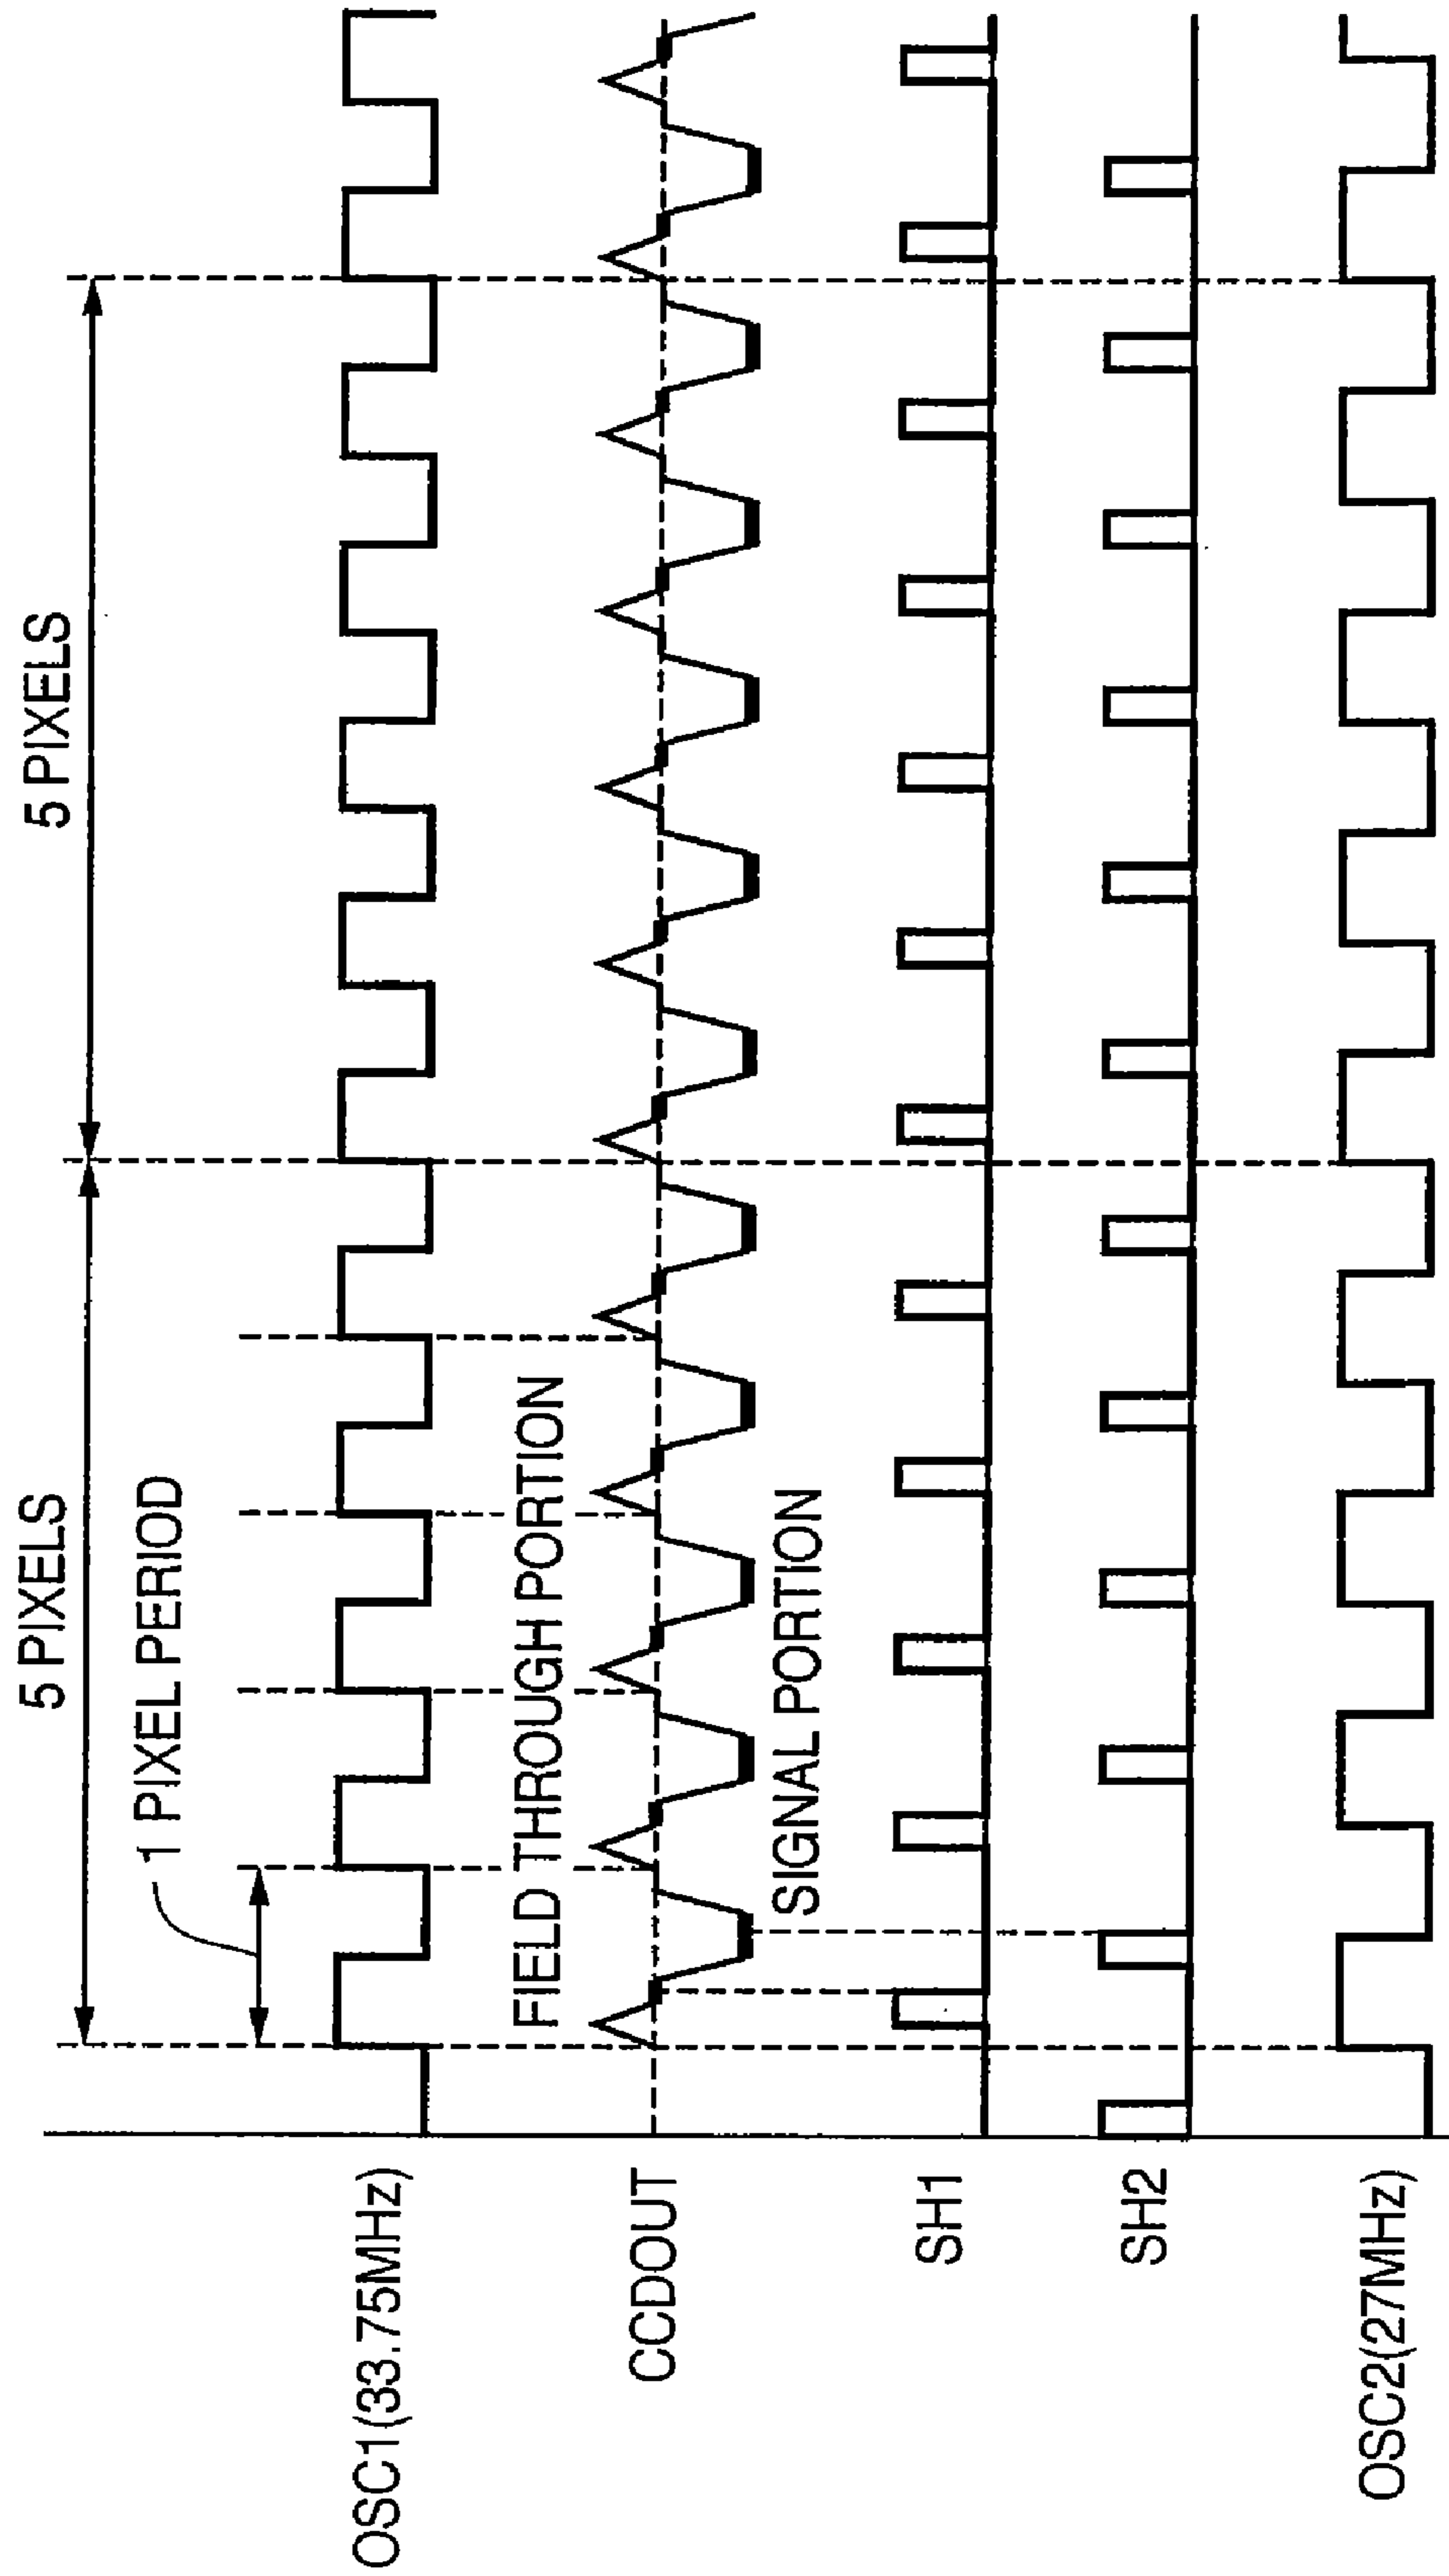 5 PIXELS
5 PIXELS
1 PIXEL PERIOD
OSC1(33.75MHz)
FIELD THROUGH PORTION
CCDOUT
SIGNAL PORTION
SH1
SH2
OSC2(27MHz)